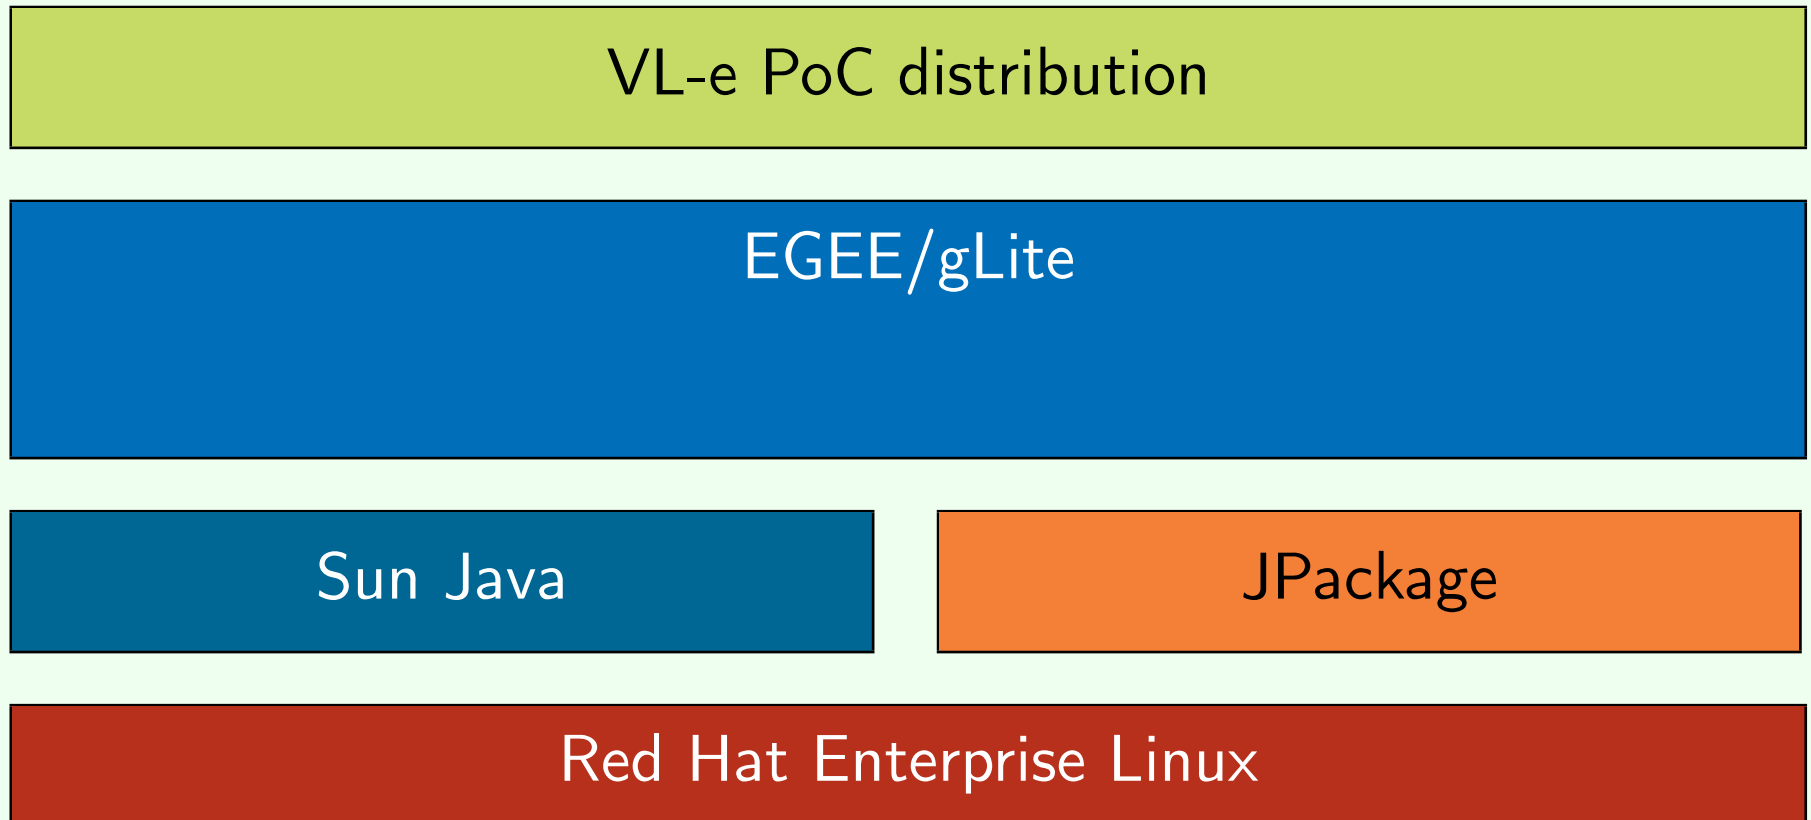 VL-e PoC distribution
EGEE/gLite
Sun Java
JPackage
Red Hat Enterprise Linux